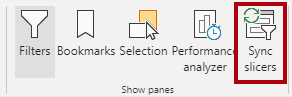 Filters
Bookmarks
Selection
Performance
analyzer
Sync
slicers
Show panes